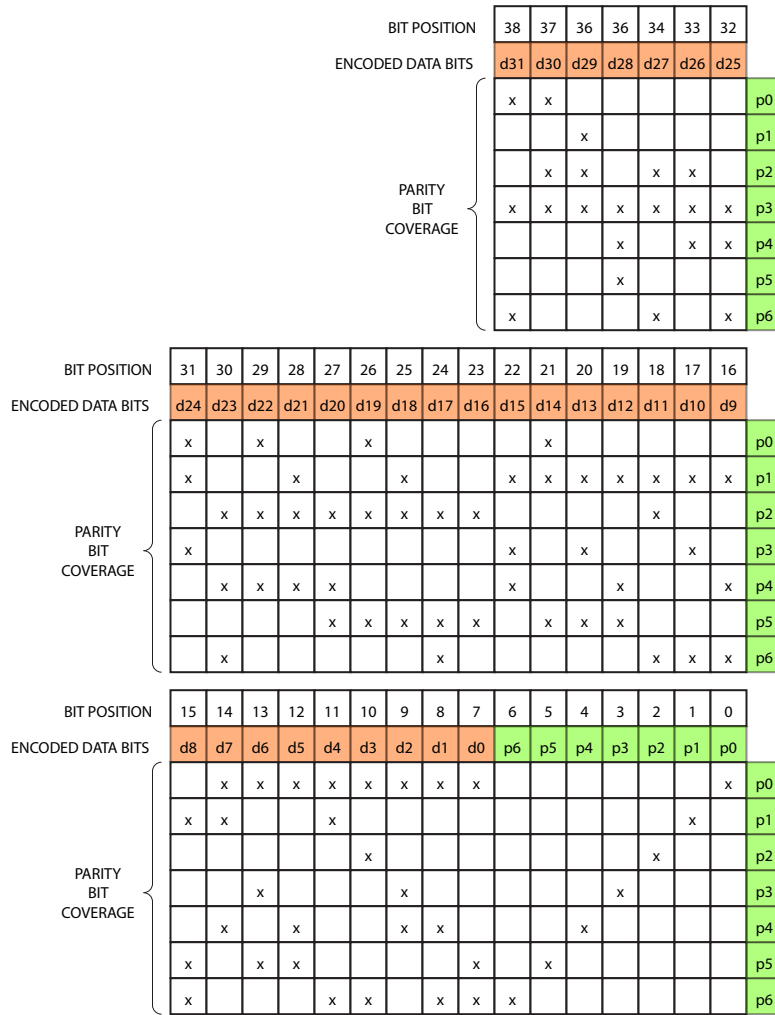 BIT POSITION 38 37 36 36 34 33 32
ENCODED DATA BITS d31 d30 d29 d28 d27 d26 d25
x x p0
x p1
x x x x p2
PARITY
BIT
COVERAGE
x x x x x x x p3
x x x p4
x p5
x x x p6
BIT POSITION 31 30 29 28 27 26 25 24 23 22 21 20 19 18 17 16
ENCODED DATA BITS d24 d23 d22 d21 d20 d19 d18 d17 d16 d15 d14 d13 d12 d11 d10 d9
x x x x p0
x x x x x x x x x x p1
x x x x x x x x x p2
PARITY
BIT
COVERAGE
x x x x p3
x x x x x x x p4
x x x x x x x x p5
x x x x x p6
BIT POSITION 15 14 13 12 11 10 9 8 7 6 5 4 3 2 1 0
ENCODED DATA BITS d8 d7 d6 d5 d4 d3 d2 d1 d0 p6 p5 p4 p3 p2 p1 p0
x x x x x x x x x p0
x x x x p1
x x p2
PARITY
BIT
COVERAGE
x x x p3
x x x x x p4
x x x x x p5
x x x x x x p6